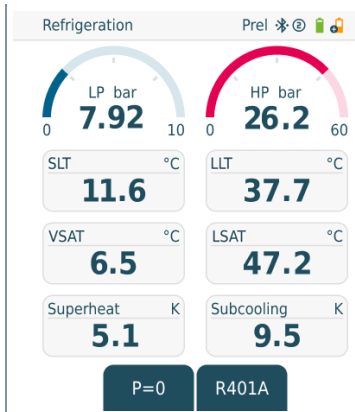 Refrigeration Prel 2
LP bar HP bar
7.92 26.2
0 10 0 60
SLT °C LLT °C
11.6 37.7
VSAT °C LSAT °C
6.5 47.2
Superheat K Subcooling K
5.1 9.5
P=0 R401A